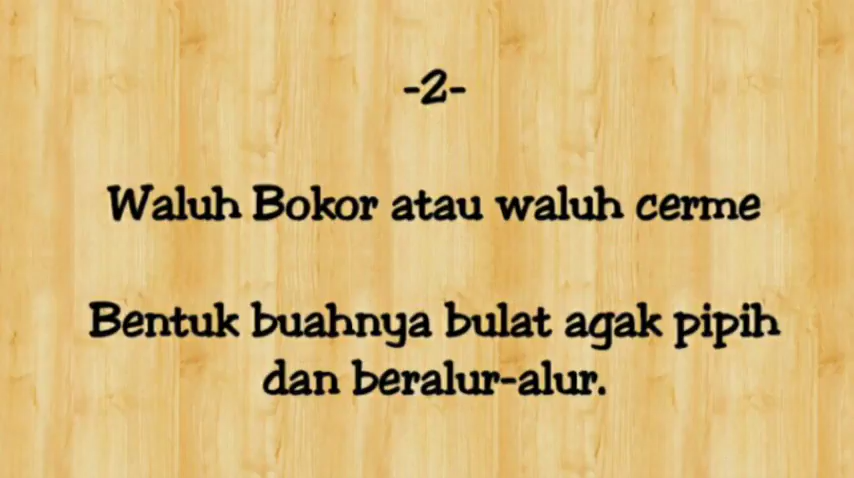 -2-
Waluh Bokor atau waluh cerme
Bentuk buahnya bulat agak pipih
dan beralur-alur.